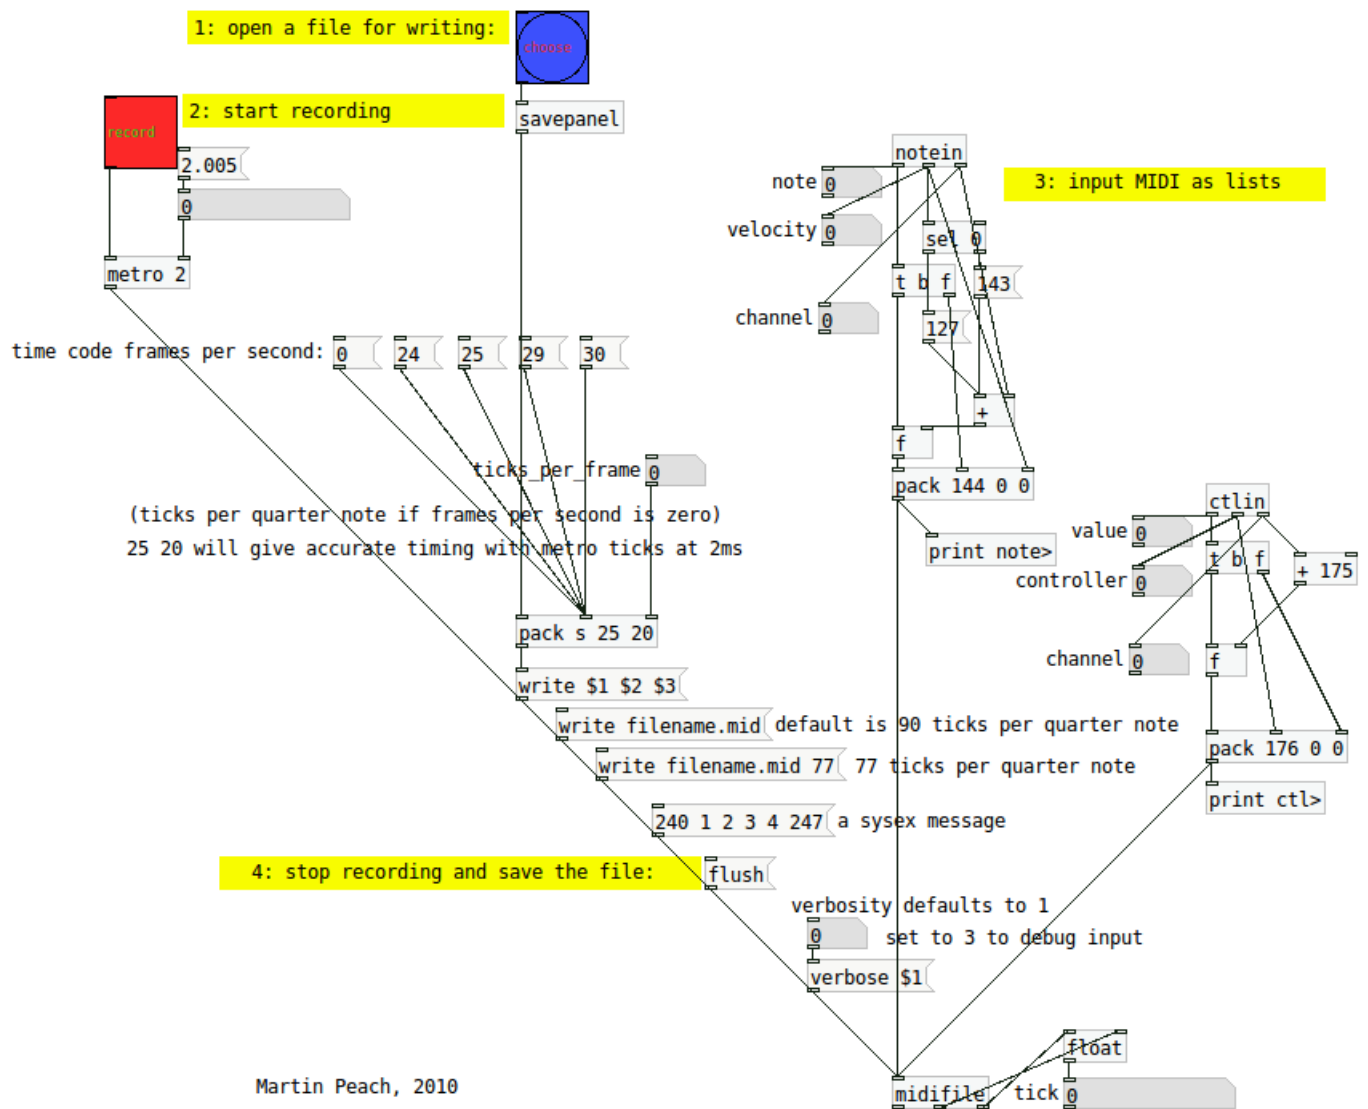 1: open a file for writing:
choose
record
2: start recording
savepanel
2.005
0
metro 2
notein
note 0
3: input MIDI as lists
velocity 0
sel 0
t b f
143
channel 0
127
time code frames per second: 0 24 25 29 30
+
f
ticks_per_frame 0
pack 144 0 0
(ticks per quarter note if frames per second is zero)
25 20 will give accurate timing with metro ticks at 2ms
print note>
ctlin
value 0
t b f
+ 175
controller 0
pack s 25 20
channel 0
f
write $1 $2 $3
write filename.mid default is 90 ticks per quarter note
pack 176 0 0
write filename.mid 77 77 ticks per quarter note
print ctl>
240 1 2 3 4 247 a sysex message
4: stop recording and save the file: flush
verbosity defaults to 1
0 set to 3 to debug input
verbose $1
float
Martin Peach, 2010
midifile
tick 0